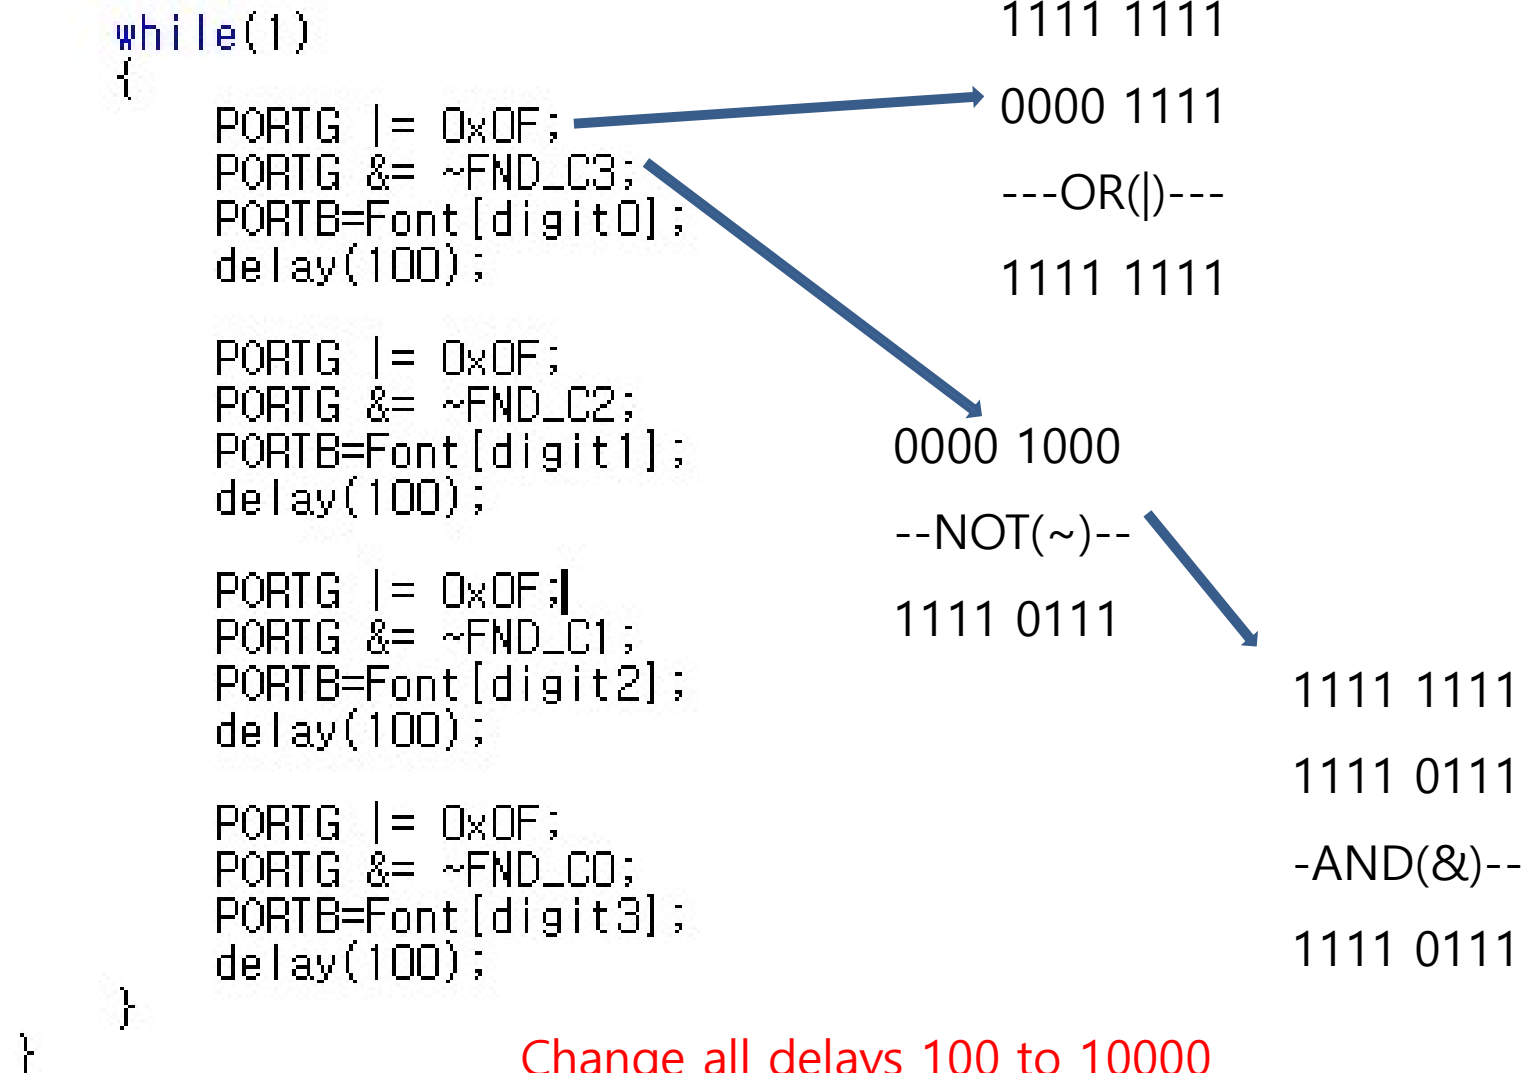 while(1)
{
PORTG |= 0x0F;
PORTG &= ~FND_C3;
PORTB=Font[digit0];
delay(100);
PORTG |= 0x0F;
PORTG &= ~FND_C2;
PORTB=Font[digit1];
delay(100);
PORTG |= 0x0F;
PORTG &= ~FND_C1;
PORTB=Font[digit2];
delay(100);
PORTG |= 0x0F;
PORTG &= ~FND_C0;
PORTB=Font[digit3];
delay(100);
}
}
1111 1111
0000 1111
---OR(|)---
1111 1111
0000 1000
--NOT(~)--
1111 0111
1111 1111
1111 0111
-AND(&)--
1111 0111
Change all delays 100 to 10000